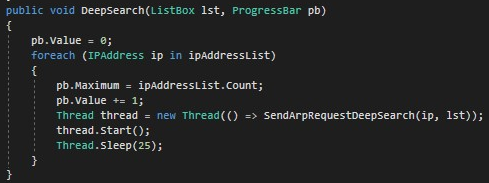 public void DeepSearch(ListBox lst, ProgressBar pb)
{
pb.Value = 0;
foreach (IPAddress ip in ipAddressList)
{
pb.Maximum = ipAddressList.Count;
pb.Value += 1;
Thread thread = new Thread(() => SendArpRequestDeepSearch(ip, lst));
thread.Start();
Thread.Sleep(25);
}
}